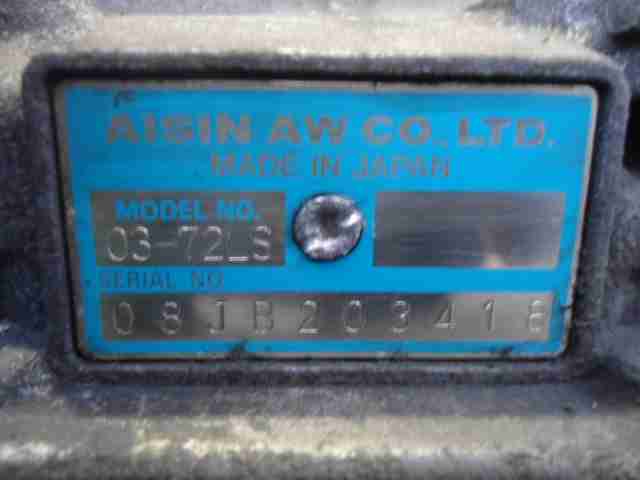 AISIN AW CO., LTD.
MADE IN JAPAN
MODEL NO.
03-72LS
SERIAL NO
08JB203418